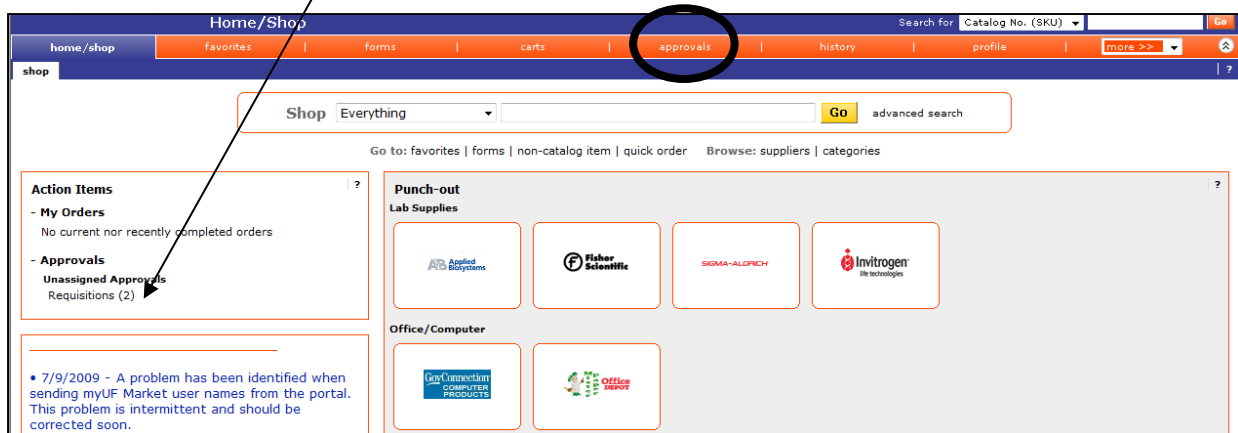 Home/Shop
Search for Catalog No. (SKU) Go
home/shop favorites | forms | carts | approvals | history | profile | more >>
shop | ?
Shop Everything Go advanced search
Go to: favorites | forms | non-catalog item | quick order Browse: suppliers | categories
Action Items ?
- My Orders
No current nor recently completed orders
- Approvals
Unassigned Approvals
Requisitions (2)
• 7/9/2009 - A problem has been identified when
sending myUF Market user names from the portal.
This problem is intermittent and should be
corrected soon.
Punch-out ?
Lab Supplies
AB Applied
Biosystems
Fisher
Scientific
SIGMA-ALDRICH
Invitrogen
life technologies
Office/Computer
GovConnection
COMPUTER
PRODUCTS
Office
DEPOT